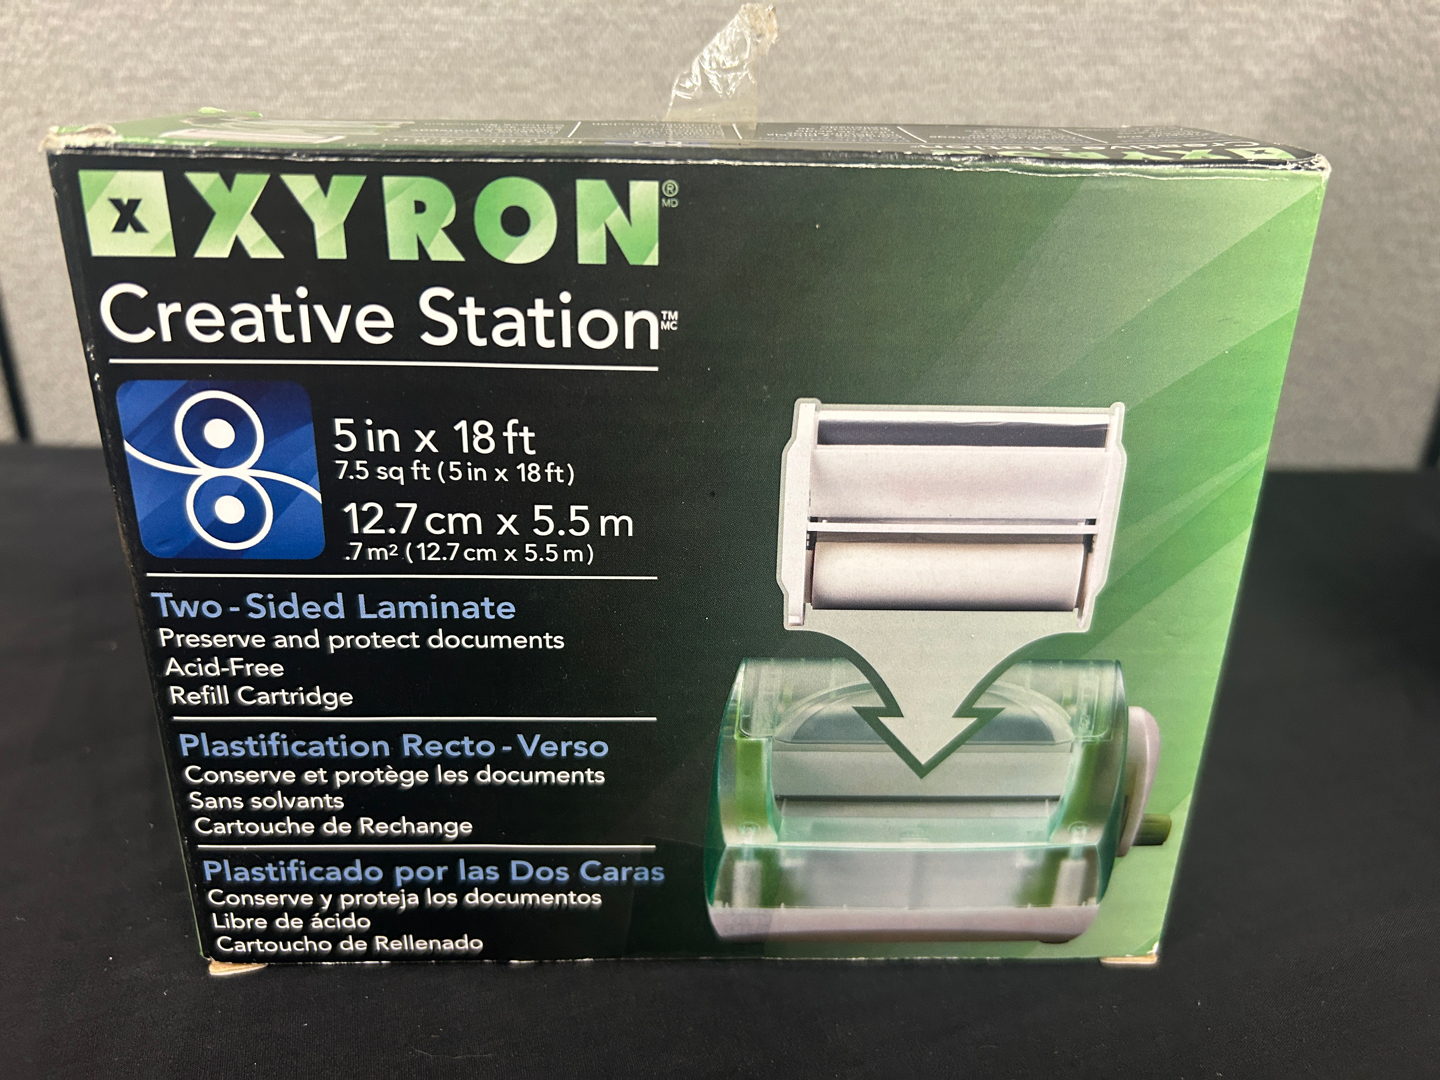 X XYRON®
MD
Creative Station™
MC
5 in x 18 ft
7.5 sq ft (5 in x 18 ft)
12.7 cm x 5.5 m
.7 m² (12.7 cm x 5.5 m)
Two-Sided Laminate
Preserve and protect documents
Acid-Free
Refill Cartridge
Plastification Recto-Verso
Conserve et protège les documents
Sans solvants
Cartouche de Rechange
Plastificado por las Dos Caras
Conserve y proteja los documentos
Libre de ácido
Cartoucho de Rellenado